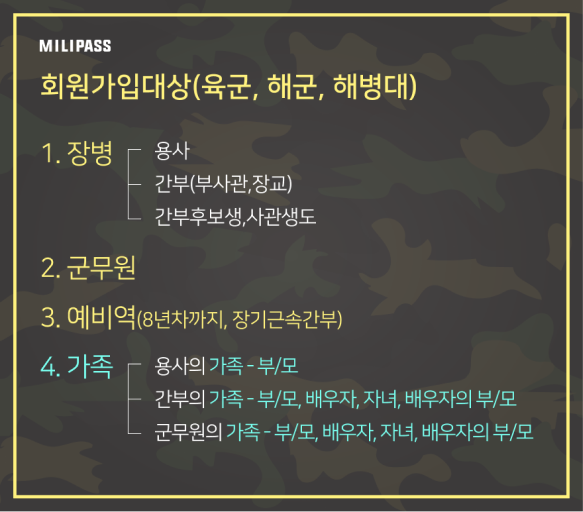 MILIPASS
회원가입대상(육군, 해군, 해병대)
1. 장병
용사
간부(부사관,장교)
간부후보생,사관생도
2. 군무원
3. 예비역(8년차까지, 장기근속간부)
4. 가족
용사의 가족 - 부/모
간부의 가족 - 부/모, 배우자, 자녀, 배우자의 부/모
군무원의 가족 - 부/모, 배우자, 자녀, 배우자의 부/모